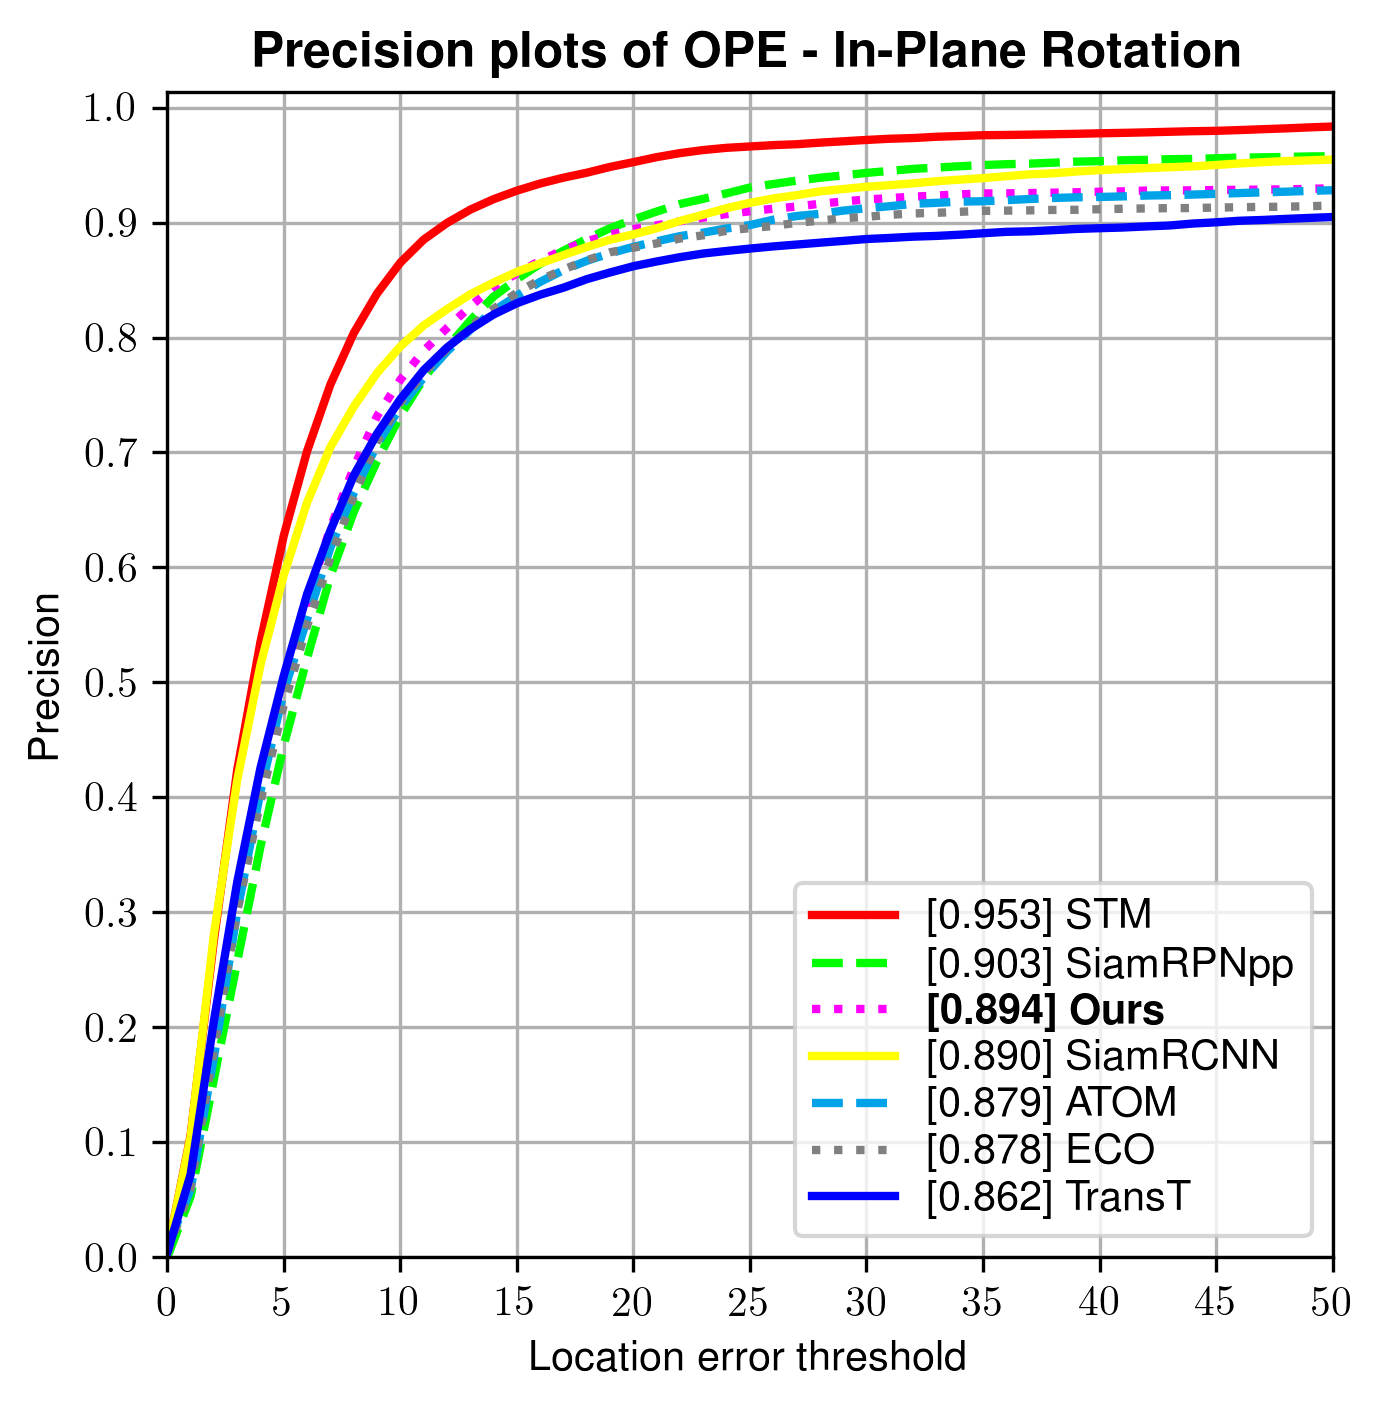 Precision plots of OPE - In-Plane Rotation
1.0
0.9
0.8
0.7
0.6
0.5
0.4
0.3
0.2
0.1
0.0
Precision
[0.953] STM
[0.903] SiamRPNpp
[0.894] Ours
[0.890] SiamRCNN
[0.879] ATOM
[0.878] ECO
[0.862] TransT
0 5 10 15 20 25 30 35 40 45 50
Location error threshold